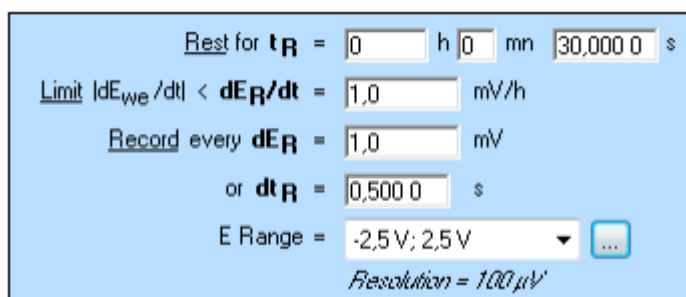 Rest for tR = 0 h 0 mn 30,000 0 s
Limit |dEwe/dt| < dER/dt = 1,0 mV/h
Record every dER = 1,0 mV
or dtR = 0,500 0 s
E Range = -2,5 V; 2,5 V ...
Resolution = 100 µV